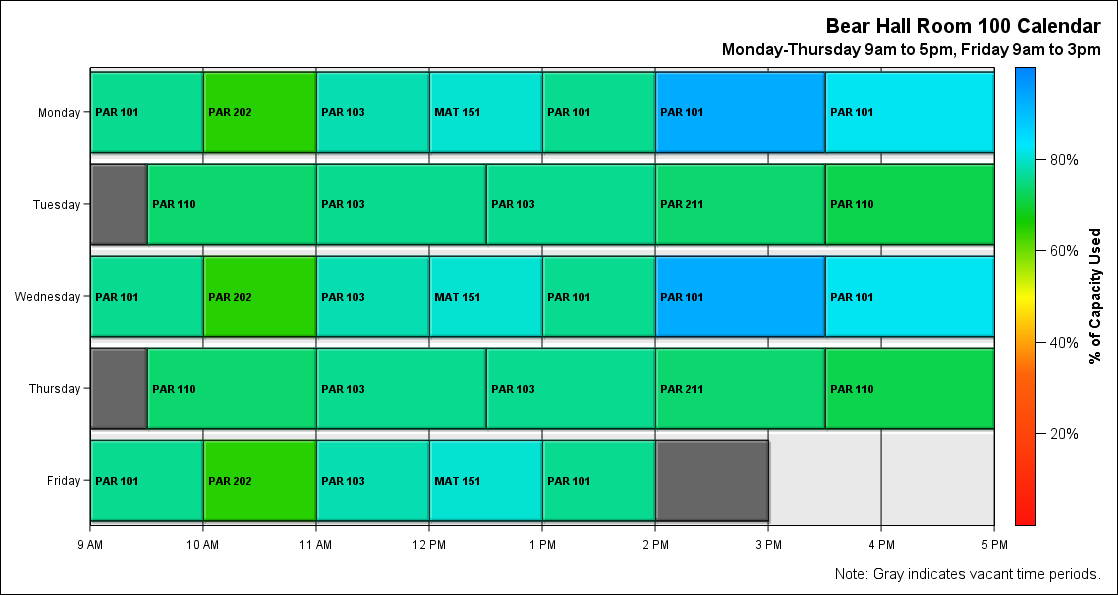 Bear Hall Room 100 Calendar
Monday-Thursday 9am to 5pm, Friday 9am to 3pm
Monday PAR 101 PAR 202 PAR 103 MAT 151 PAR 101 PAR 101 PAR 101
80%
Tuesday PAR 110 PAR 103 PAR 103 PAR 211 PAR 110
60%
Wednesday PAR 101 PAR 202 PAR 103 MAT 151 PAR 101 PAR 101 PAR 101
% of Capacity Used
40%
Thursday PAR 110 PAR 103 PAR 103 PAR 211 PAR 110
20%
Friday PAR 101 PAR 202 PAR 103 MAT 151 PAR 101
9 AM 10 AM 11 AM 12 PM 1 PM 2 PM 3 PM 4 PM 5 PM
Note: Gray indicates vacant time periods.